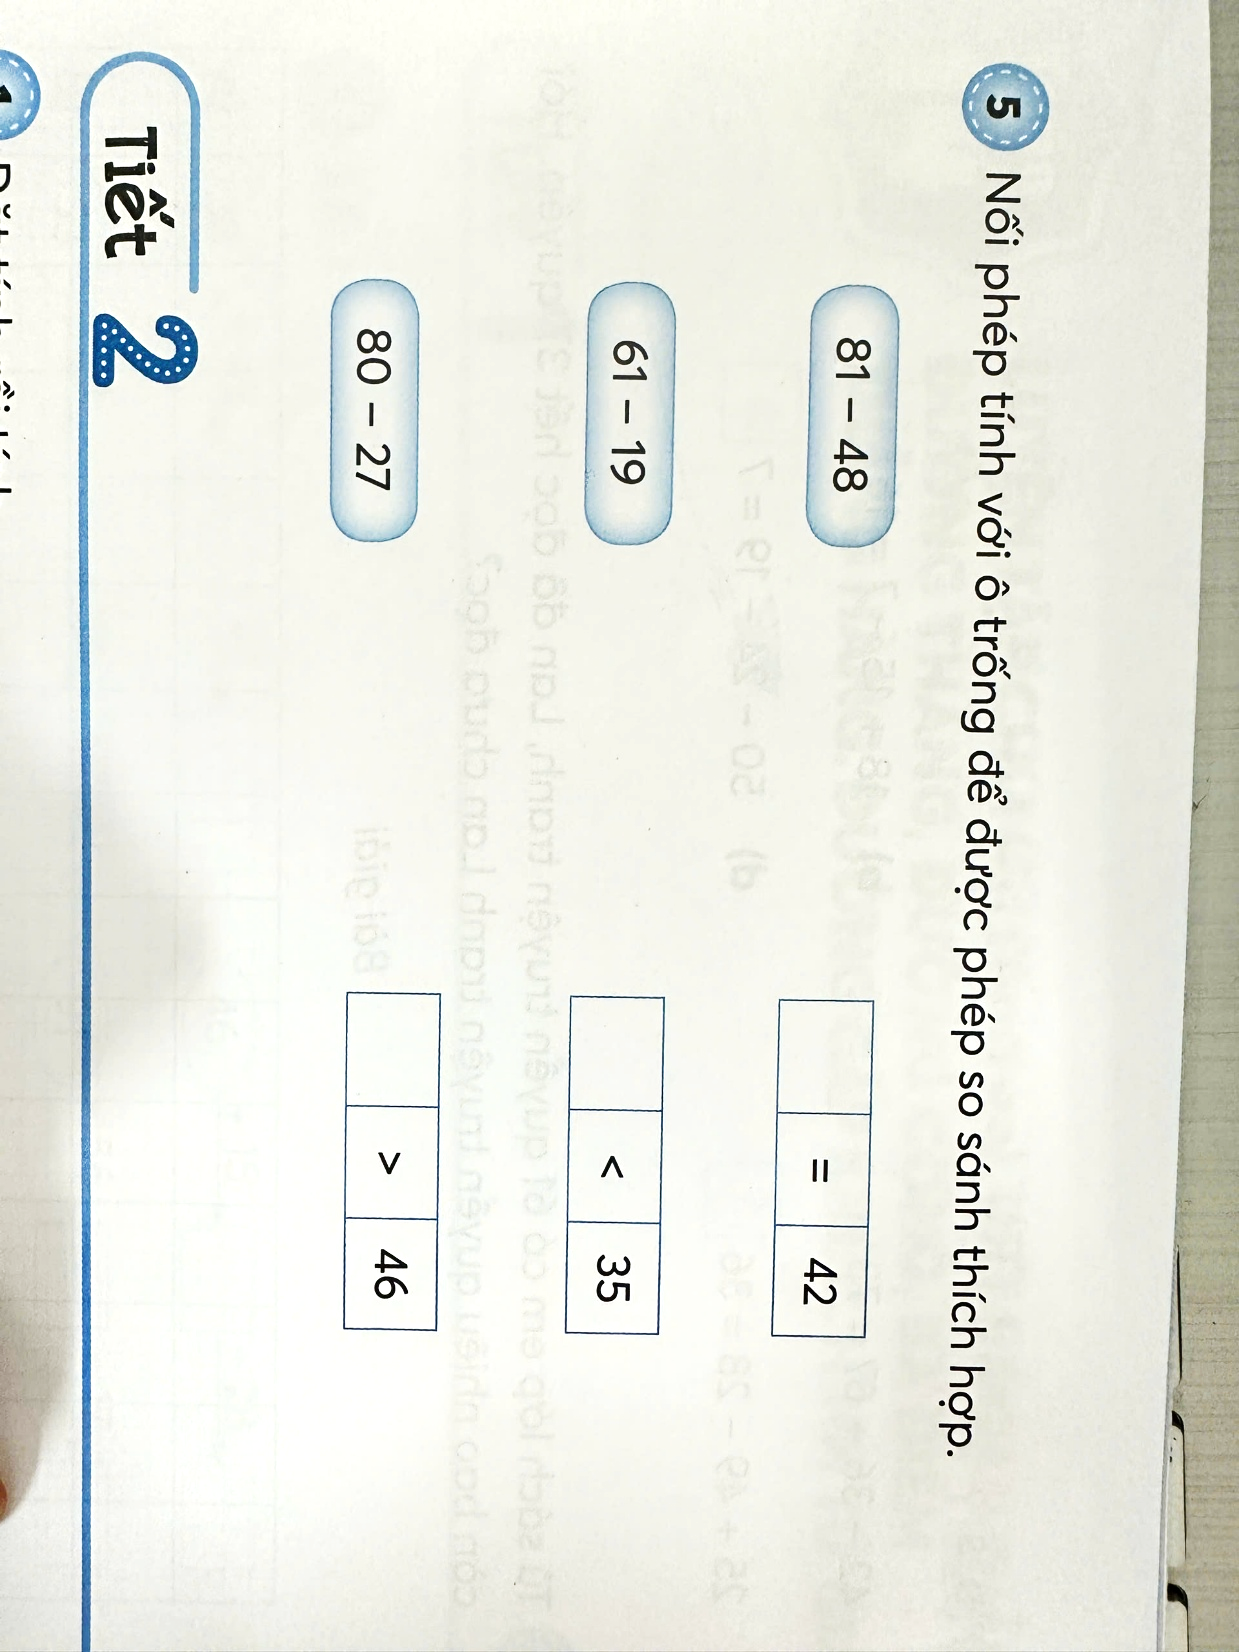 5 Nối phép tính với ô trống để được phép so sánh thích hợp.
81 – 48
= 42
61 – 19
< 35
80 – 27
> 46
Tiết 2
1